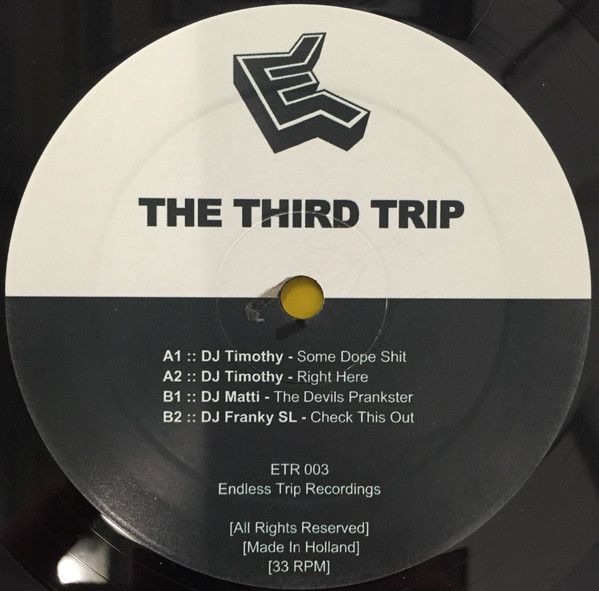 E
THE THIRD TRIP
A1 :: DJ Timothy - Some Dope Shit
A2 :: DJ Timothy - Right Here
B1 :: DJ Matti - The Devils Prankster
B2 :: DJ Franky SL - Check This Out
ETR 003
Endless Trip Recordings
[All Rights Reserved]
[Made In Holland]
[33 RPM]